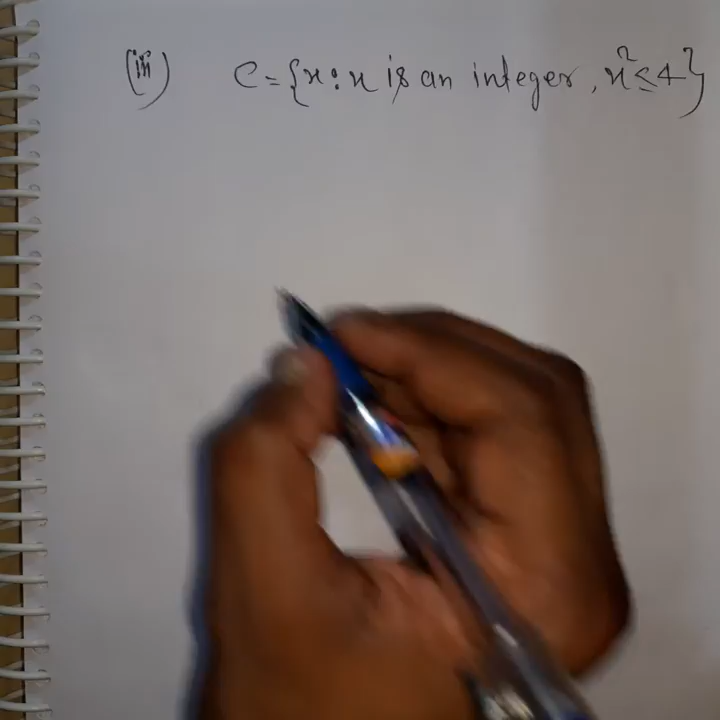 (iii) C = {x : x is an integer, x² ≤ 4}